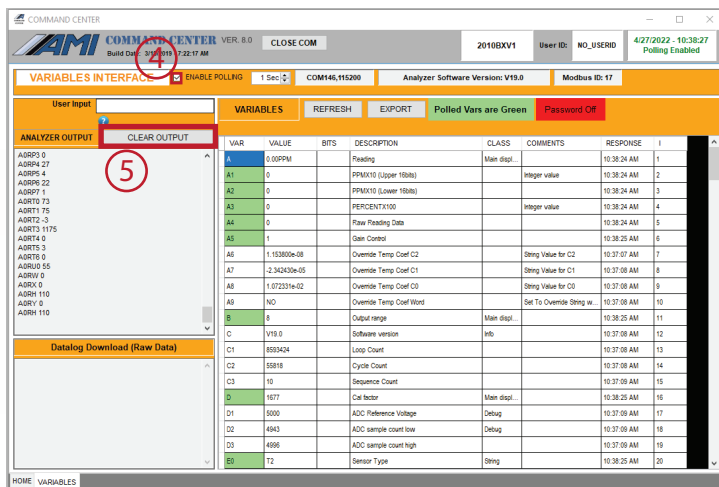 COMMAND CENTER
AMI COMMAND CENTER VER. 6.0 CLOSE COM 2010BXV1 User ID: NO_USERID 4/27/2022 - 10:38:27
Polling Enabled
4
VARIABLES INTERFACE ENABLE POLLING 1 Sec COM146,115200 Analyzer Software Version: V19.0 Modbus ID: 17
User Input
?
VARIABLES REFRESH EXPORT Polled Vars are Green Password Off
ANALYZER OUTPUT CLEAR OUTPUT
5
A0RP3 0
A0RP4 27
A0RP5 4
A0RP6 22
A0RP7 1
A0RT0 73
A0RT1 75
A0RT2 -3
A0RT3 1175
A0RT4 0
A0RT5 3
A0RT6 0
A0RU0 55
A0RW 0
A0RX 0
A0RH 110
A0RY 0
A0RH 110
Datalog Download (Raw Data)
VAR VALUE BITS DESCRIPTION CLASS COMMENTS RESPONSE I
A 0.00PPM Reading Main displ... 10:38:24 AM 1
A1 0 PPMX10 (Upper 16bits) Integer value 10:38:24 AM 2
A2 0 PPMX10 (Lower 16bits) 10:38:24 AM 3
A3 0 PERCENTX100 Integer value 10:38:24 AM 4
A4 0 Raw Reading Data 10:38:24 AM 5
A5 1 Gain Control 10:38:25 AM 6
A6 1.153800e-08 Override Temp Coef C2 String Value for C2 10:37:07 AM 7
A7 -2.342430e-05 Override Temp Coef C1 String Value for C1 10:37:08 AM 8
A8 1.072331e-02 Override Temp Coef C0 String Value for C0 10:37:08 AM 9
A9 NO Override Temp Coef Word Set To Override String w... 10:37:08 AM 10
B 8 Output range Main displ... 10:38:25 AM 11
C V19.0 Software version Info 10:37:08 AM 12
C1 8593424 Loop Count 10:37:08 AM 13
C2 55818 Cycle Count 10:37:08 AM 14
C3 10 Sequence Count 10:37:09 AM 15
D 1677 Cal factor Main displ... 10:38:25 AM 16
D1 5000 ADC Reference Voltage Debug 10:37:09 AM 17
D2 4943 ADC sample count low Debug 10:37:09 AM 18
D3 4996 ADC sample count high 10:37:09 AM 19
E0 T2 Sensor Type String 10:38:25 AM 20
HOME VARIABLES